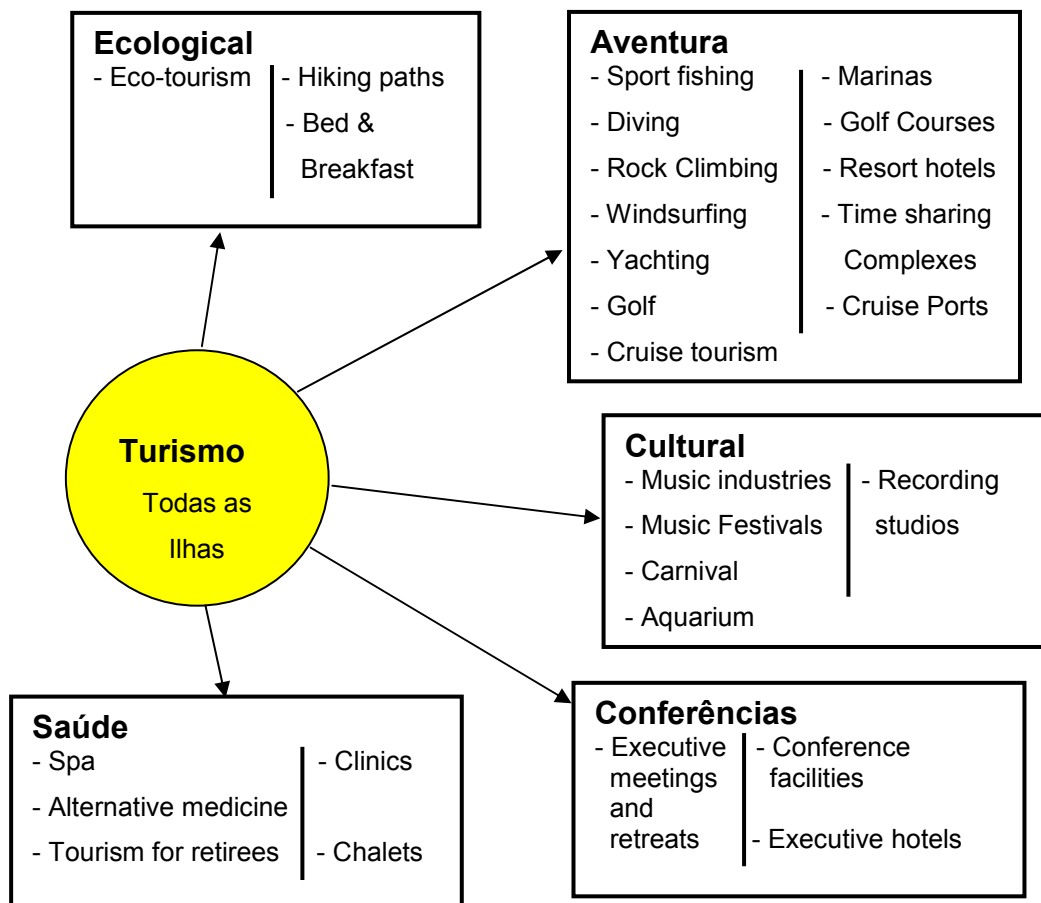 Ecological
- Eco-tourism
- Hiking paths
- Bed &
Breakfast
Aventura
- Sport fishing
- Diving
- Rock Climbing
- Windsurfing
- Yachting
- Golf
- Cruise tourism
- Marinas
- Golf Courses
- Resort hotels
- Time sharing
Complexes
- Cruise Ports
Turismo
Todas as
Ilhas
Cultural
- Music industries
- Music Festivals
- Carnival
- Aquarium
- Recording
studios
Saúde
- Spa
- Alternative medicine
- Tourism for retirees
- Clinics
- Chalets
Conferências
- Executive
meetings
and
retreats
- Conference
facilities
- Executive hotels